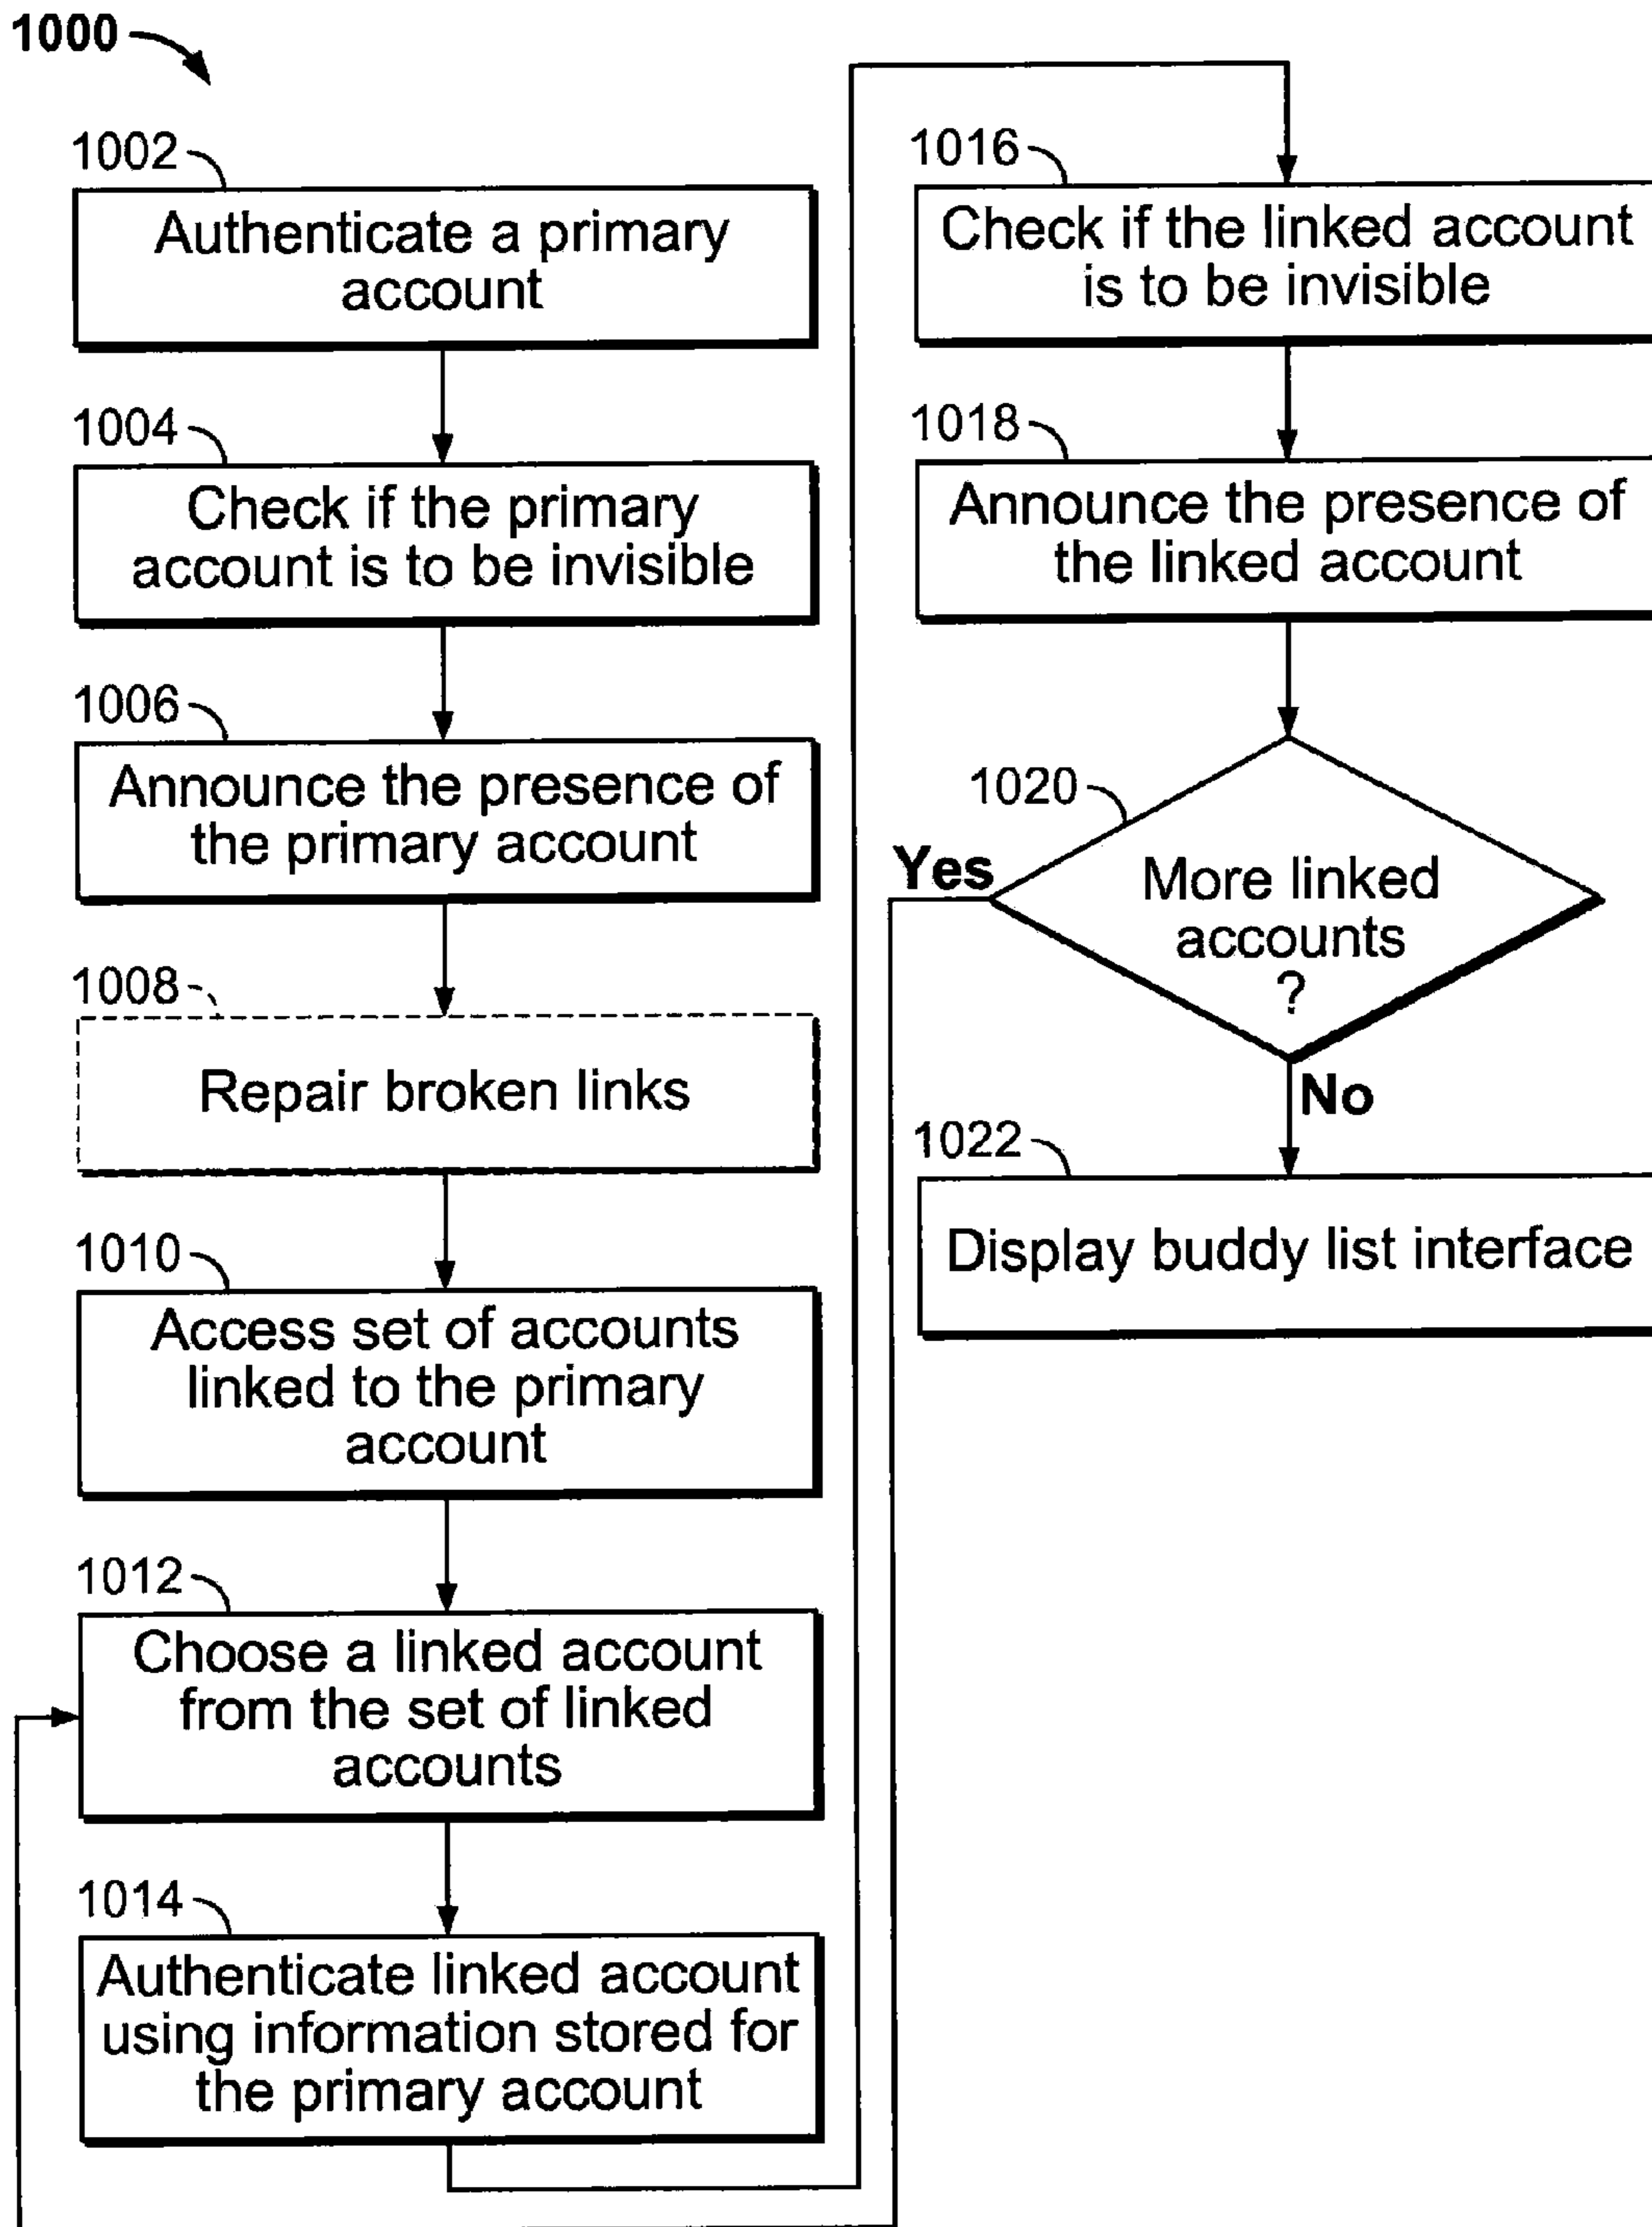 1000
1002
Authenticate a primary
account
1004
Check if the primary
account is to be invisible
1006
Announce the presence of
the primary account
1008
Repair broken links
1010
Access set of accounts
linked to the primary
account
1012
Choose a linked account
from the set of linked
accounts
1014
Authenticate linked account
using information stored for
the primary account
1016
Check if the linked account
is to be invisible
1018
Announce the presence of
the linked account
1020
Yes
More linked
accounts
?
No
1022
Display buddy list interface